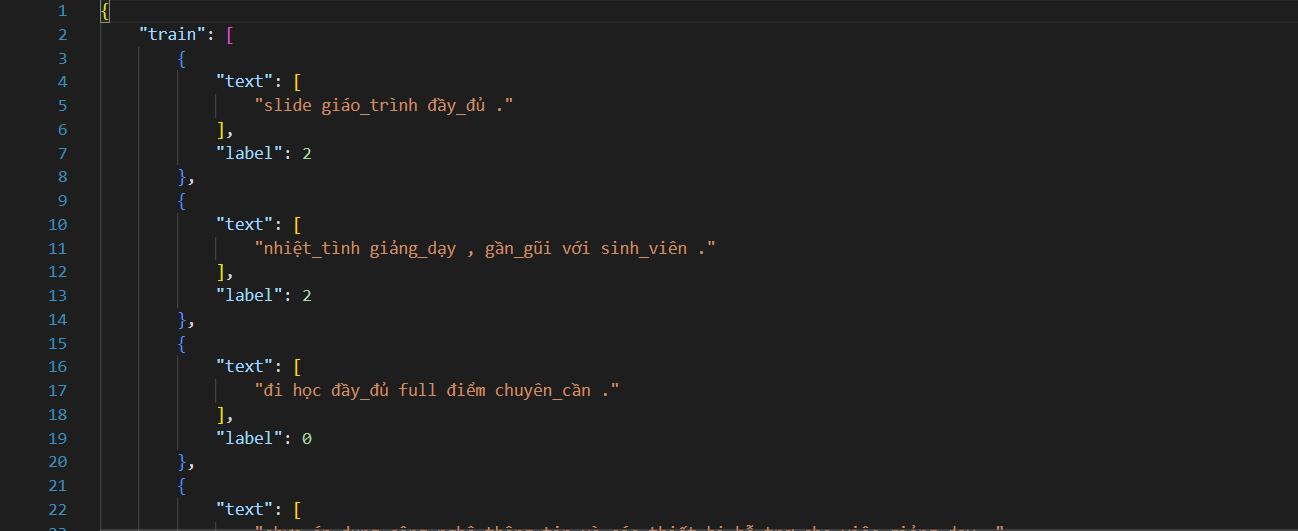 1 {
2 "train": [
3 {
4 "text": [
5 "slide giáo_trình đầy_đủ ."
6 ],
7 "label": 2
8 },
9 {
10 "text": [
11 "nhiệt_tình giảng_dạy , gần_gũi với sinh_viên ."
12 ],
13 "label": 2
14 },
15 {
16 "text": [
17 "đi học đầy_đủ full điểm chuyên_cần ."
18 ],
19 "label": 0
20 },
21 {
22 "text": [